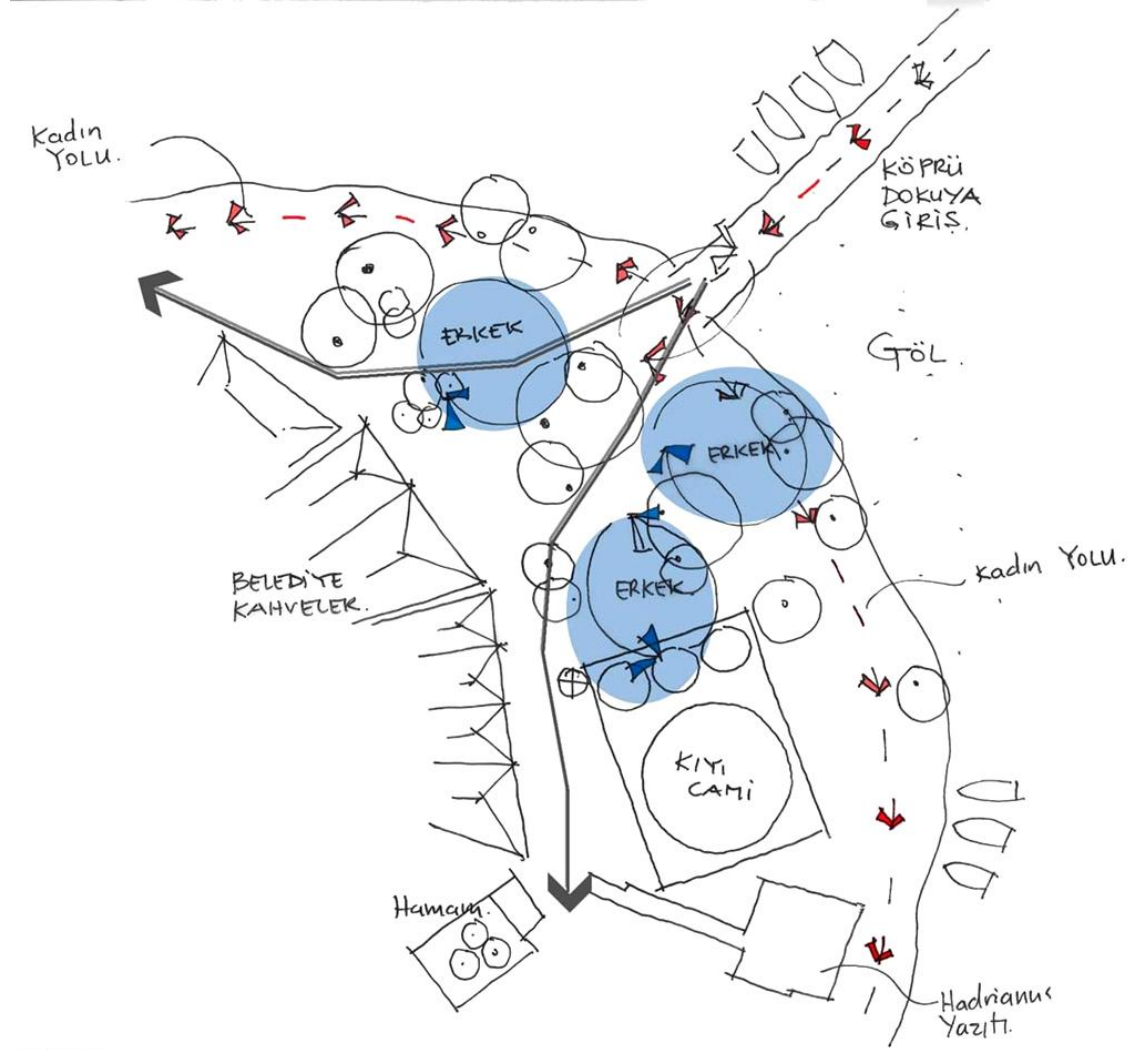 Kadın
YOLU.
KÖPRÜ
DOKUYA
GİRİŞ.
ERKEK
GÖL.
ERKEK
ERKEK
Kadın YOLU.
BELEDİYE
KAHVELER.
KIYI
CAMİ
Hamam.
Hadrianus
Yazıtı.